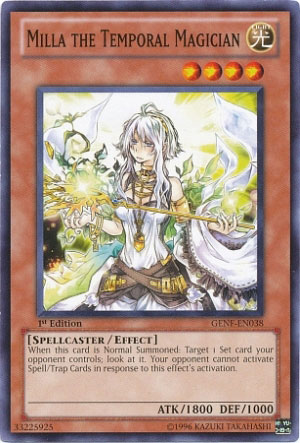 MILLA THE TEMPORAL MAGICIAN
LIGHT
光
1st Edition
GENF-EN038
[SPELLCASTER / EFFECT]
When this card is Normal Summoned: Target 1 Set card your
opponent controls; look at it. Your opponent cannot activate
Spell/Trap Cards in response to this effect's activation.
ATK/1800 DEF/1000
33225925
©1996 KAZUKI TAKAHASHI